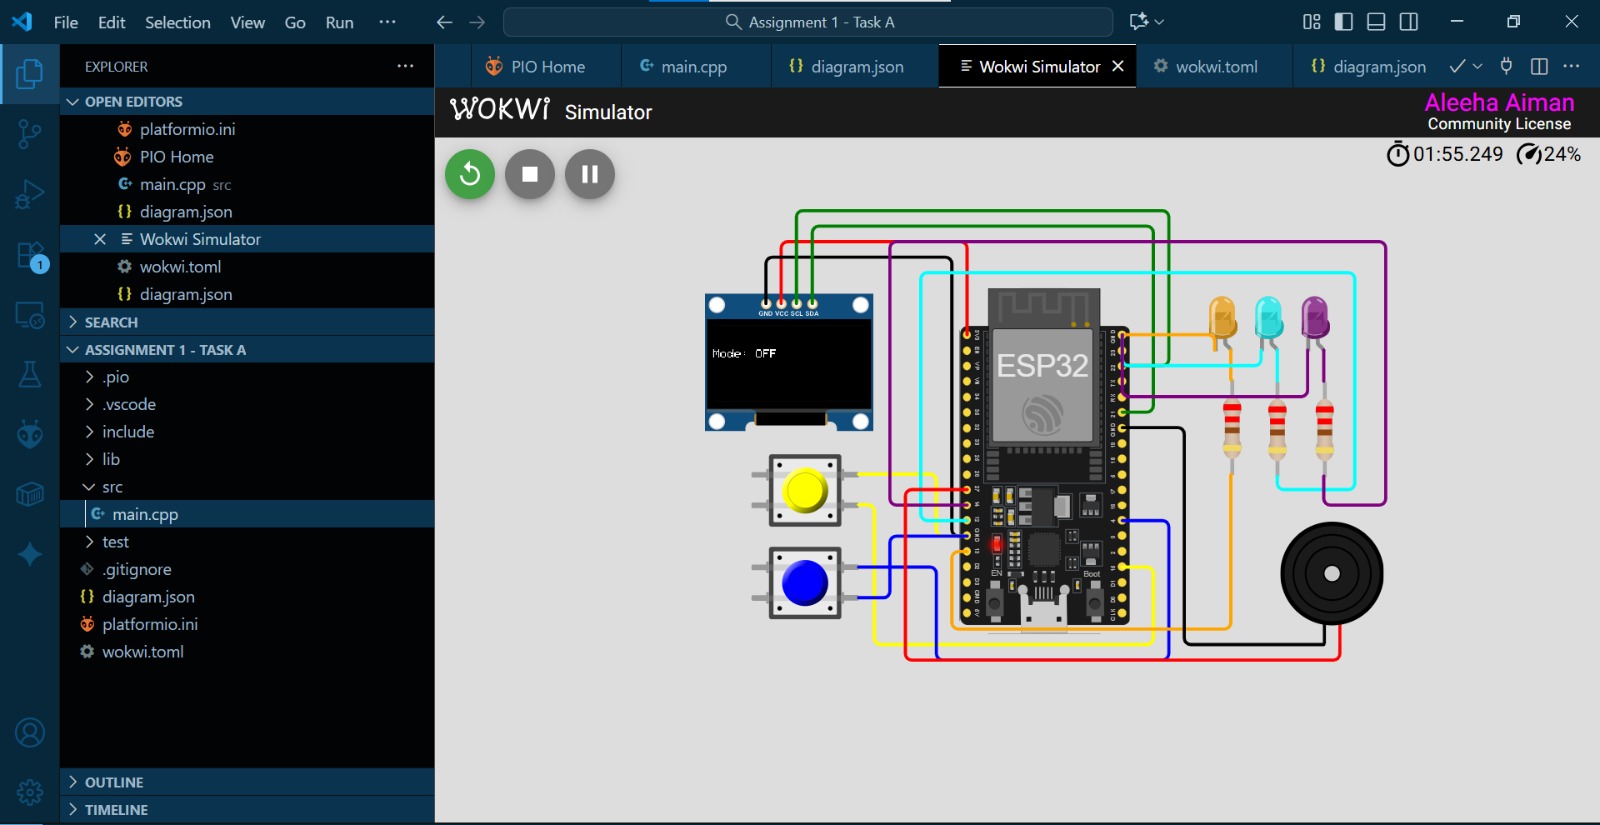 File Edit Selection View Go Run ··· Assignment 1 - Task A
EXPLORER
OPEN EDITORS
platformio.ini
PIO Home
main.cpp src
diagram.json
Wokwi Simulator
wokwi.toml
diagram.json
SEARCH
ASSIGNMENT 1 - TASK A
.pio
.vscode
include
lib
src
main.cpp
test
.gitignore
diagram.json
platformio.ini
wokwi.toml
OUTLINE
TIMELINE
1
PIO Home main.cpp diagram.json Wokwi Simulator wokwi.toml diagram.json
WOKWi Simulator
Aleeha Aiman
Community License
01:55.249 24%
GND VCC SCL SDA
Mode: OFF
ESP32
EN Boot